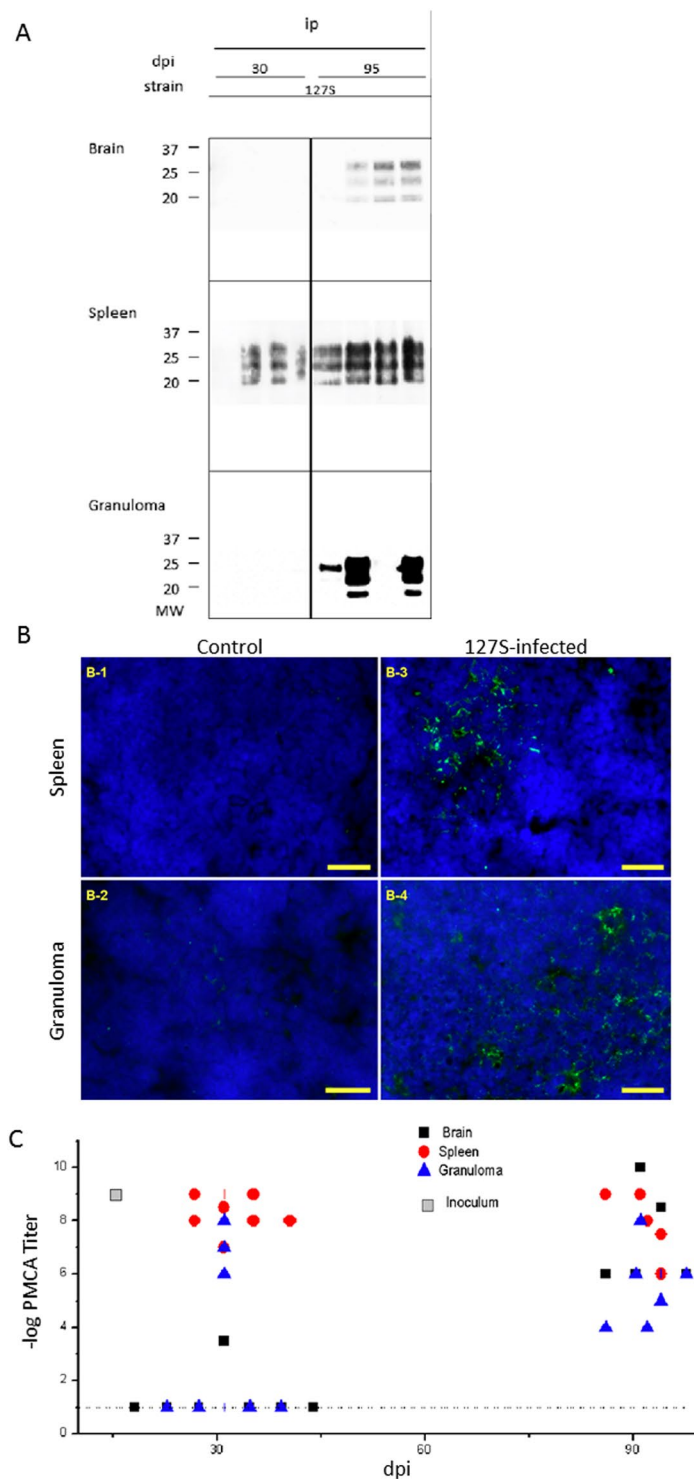 A
ip
dpi 30 95
strain 127S
Brain
37
25
20
Spleen
37
25
20
Granuloma
37
25
20
MW
B
Control 127S-infected
Spleen
B-1 B-3
Granuloma
B-2 B-4
C
-log PMCA Titer
10
8
6
4
2
0
Brain
Spleen
Granuloma
Inoculum
30 60 90
dpi